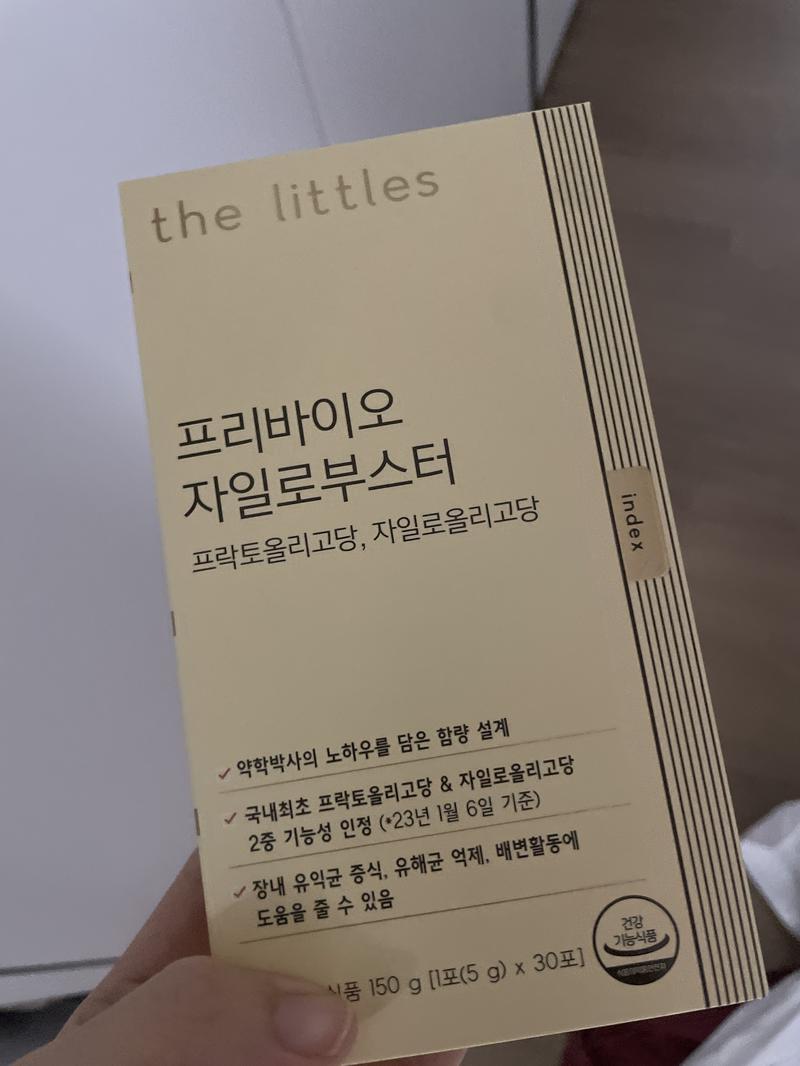 the littles
프리바이오
자일로부스터
프락토올리고당, 자일로올리고당
index
약학박사의 노하우를 담은 함량 설계
국내최초 프락토올리고당 & 자일로올리고당
2중 기능성 인정 (*23년 1월 6일 기준)
장내 유익균 증식, 유해균 억제, 배변활동에
도움을 줄 수 있음
150 g [1포(5 g) x 30포]
건강
기능식품
식품의약품안전처